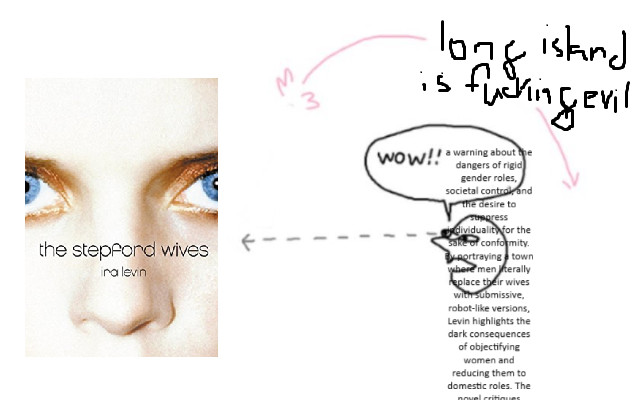 long island
is fucking evil
:3
the stepford wives
ira levin
wow!!
a warning about the
dangers of rigid
gender roles,
societal control, and
the desire to
suppress
individuality for the
sake of conformity.
By portraying a town
where men literally
replace their wives
with submissive,
robot-like versions,
Levin highlights the
dark consequences
of objectifying
women and
reducing them to
domestic roles. The
novel critiques